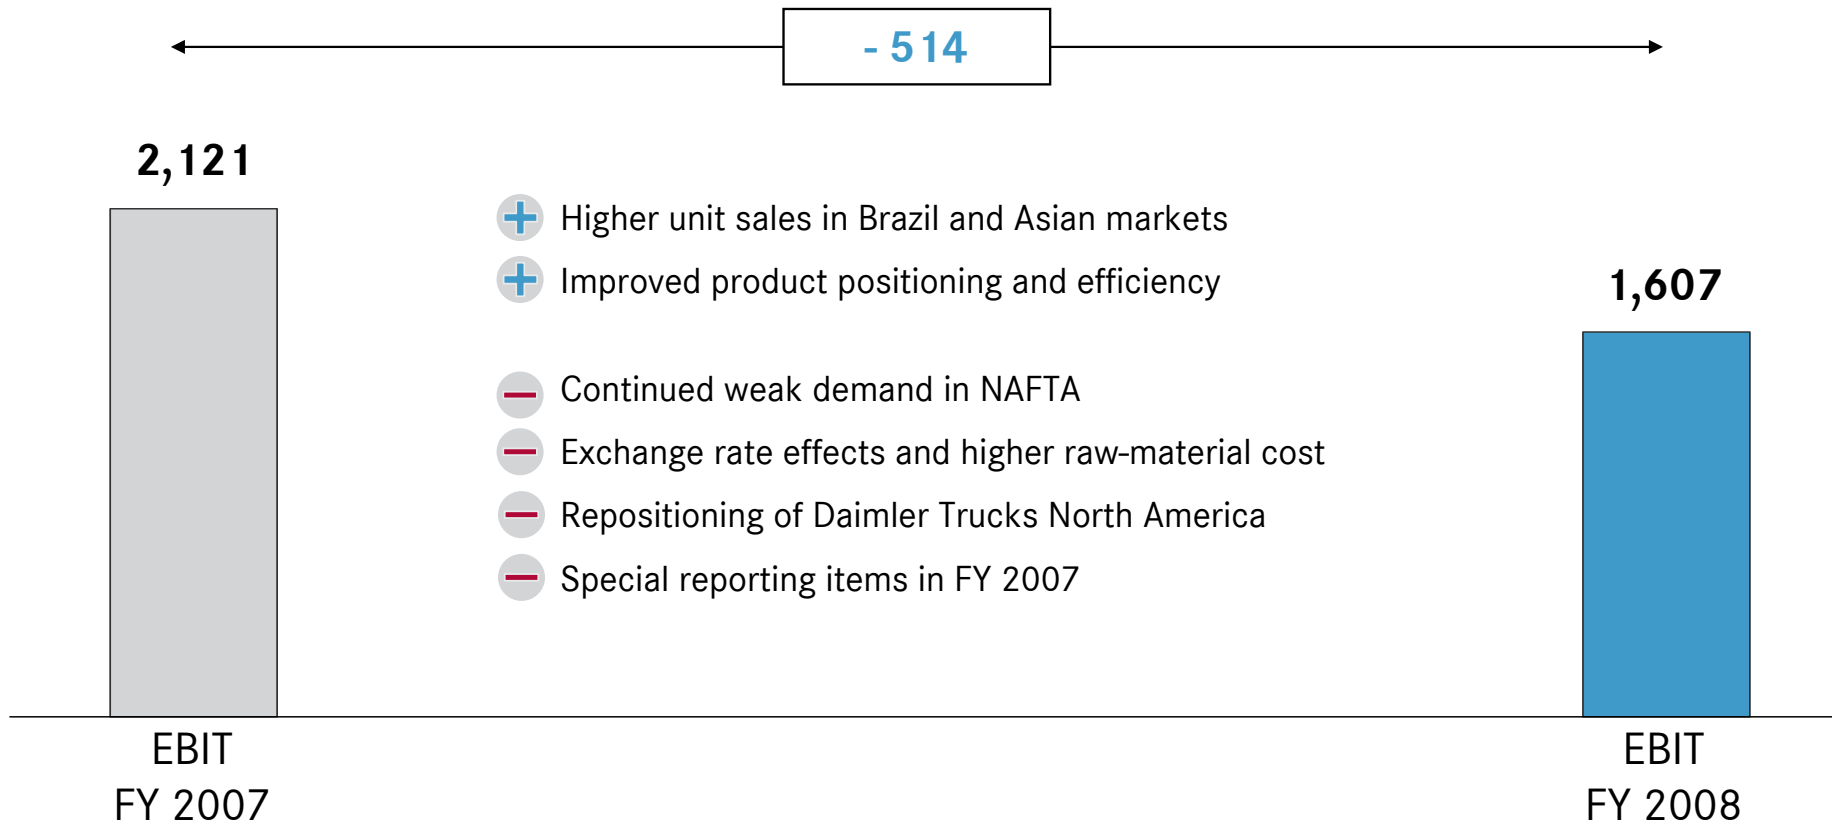 - 514
2,121
Higher unit sales in Brazil and Asian markets
Improved product positioning and efficiency
1,607
Continued weak demand in NAFTA
Exchange rate effects and higher raw-material cost
Repositioning of Daimler Trucks North America
Special reporting items in FY 2007
EBIT
FY 2007
EBIT
FY 2008